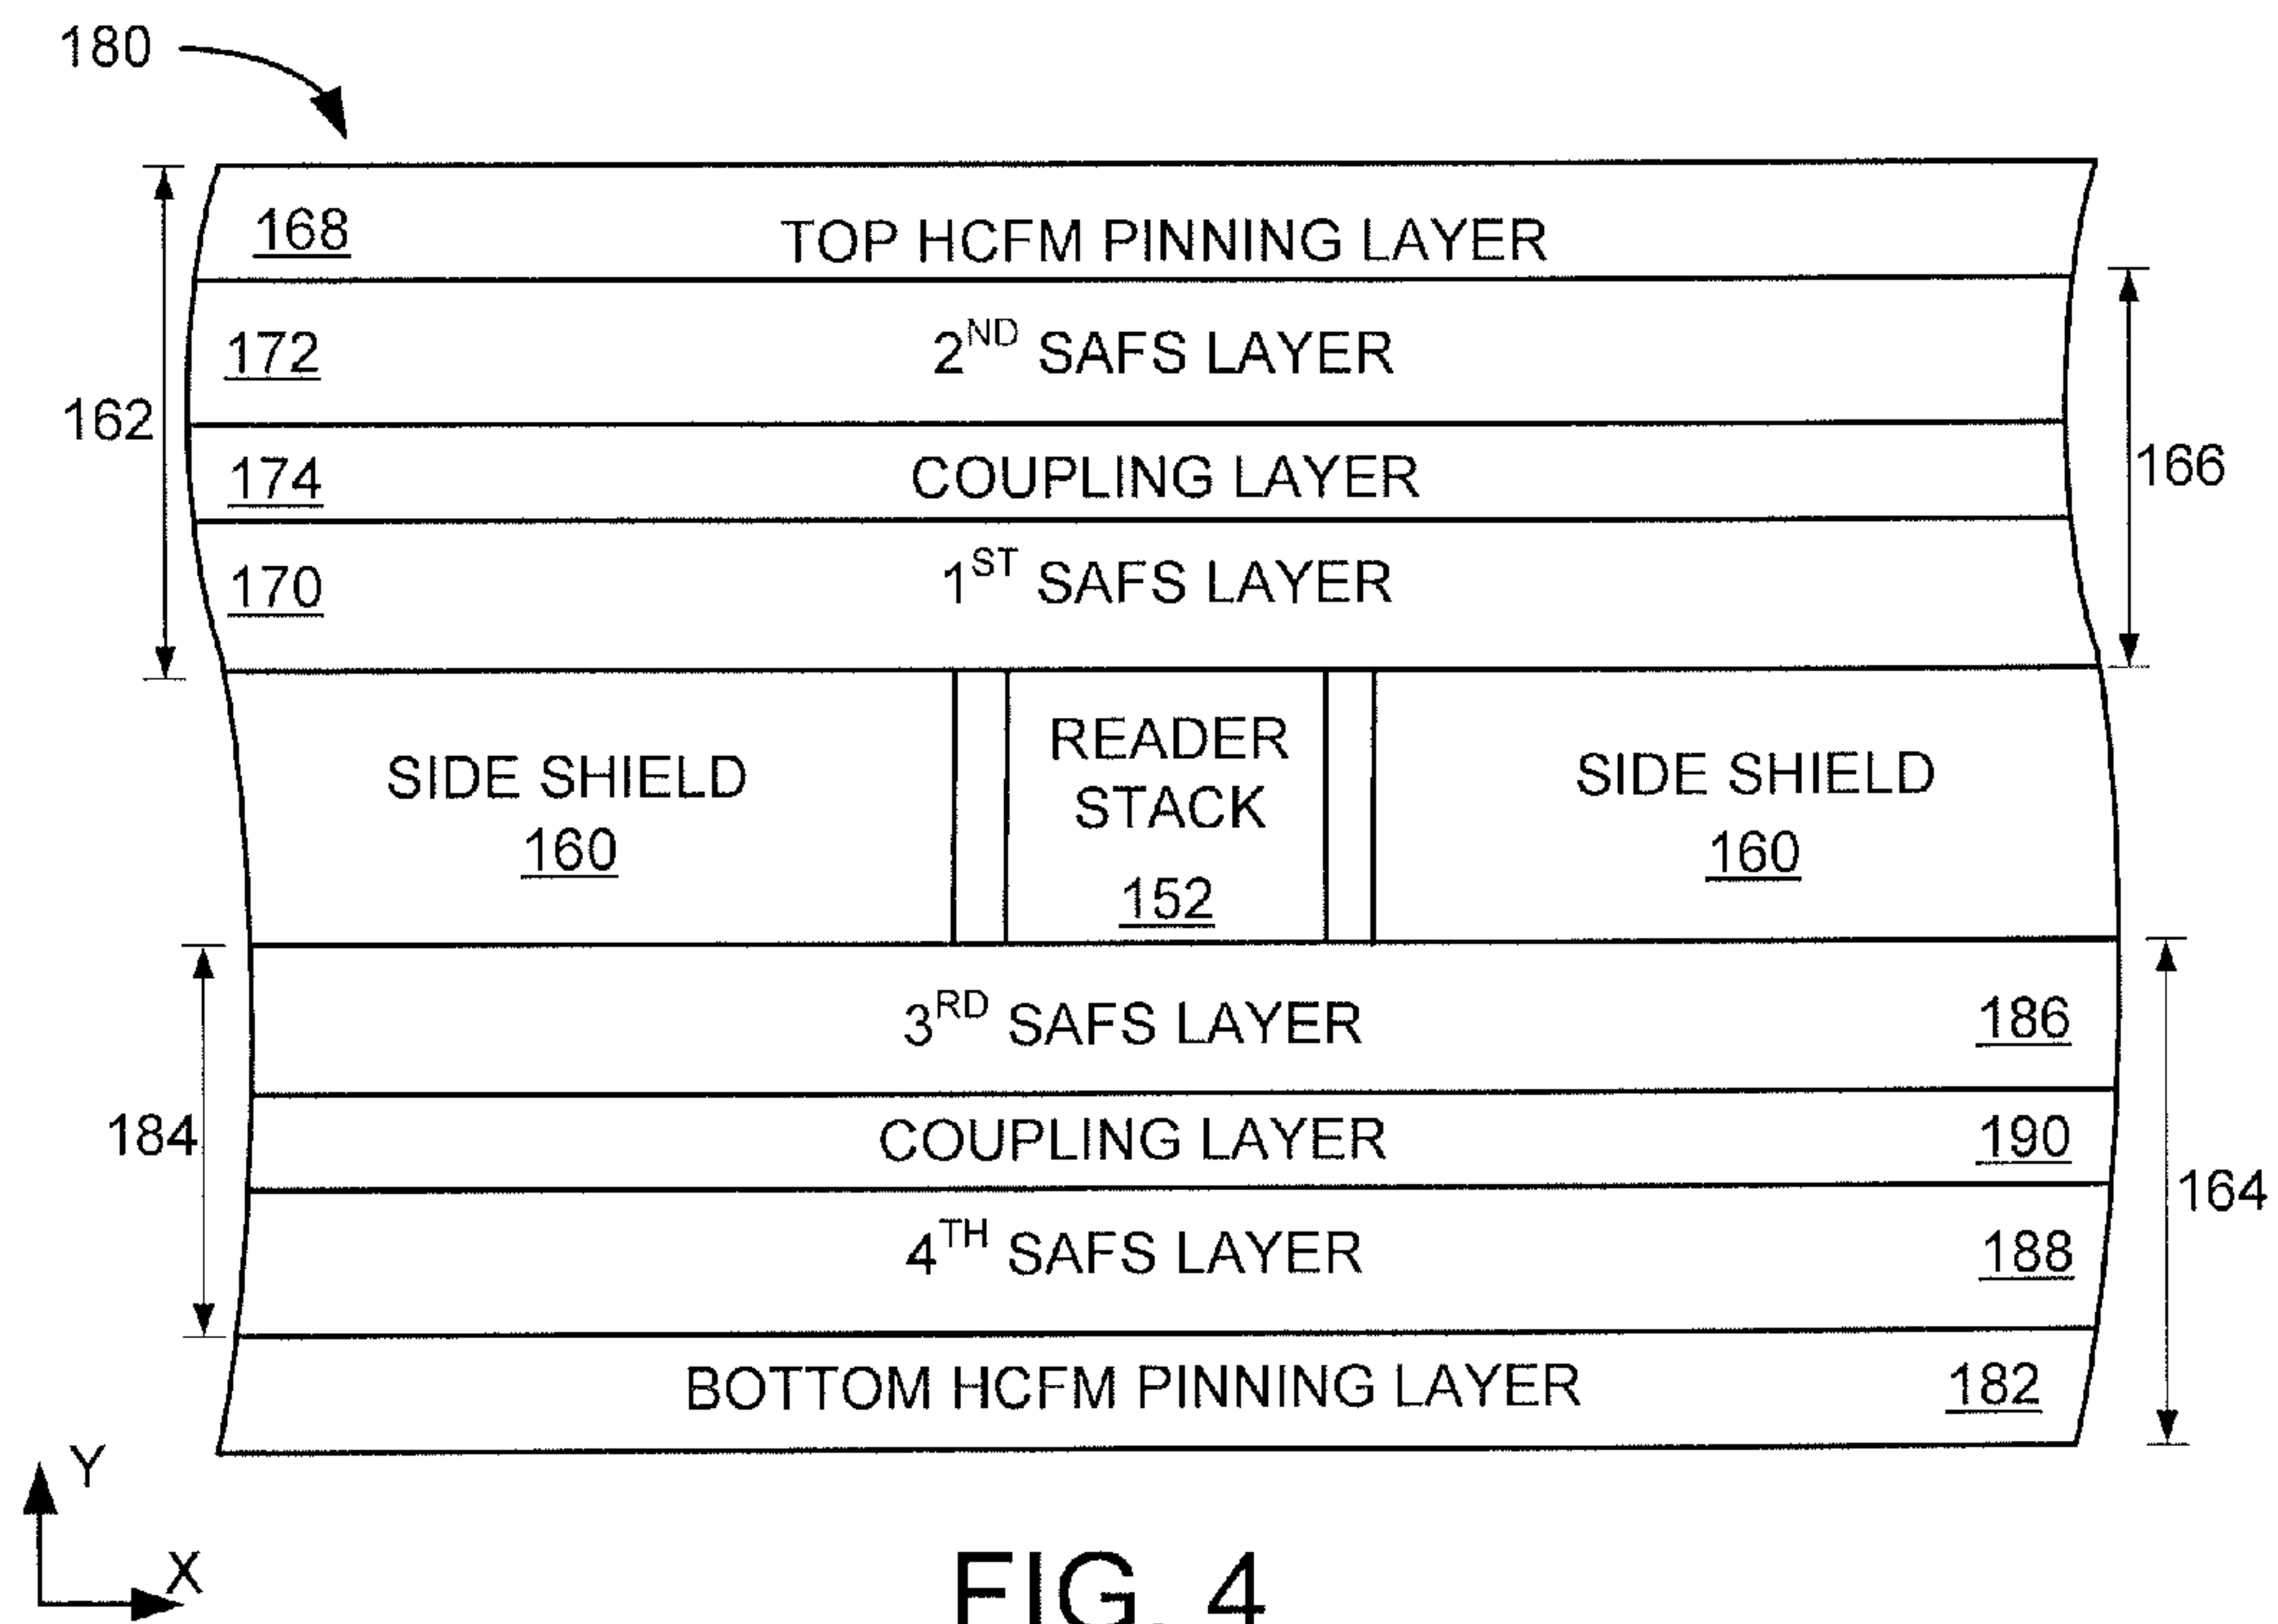 180
168 TOP HCFM PINNING LAYER
172 2ND SAFS LAYER
162
174 COUPLING LAYER
166
170 1ST SAFS LAYER
SIDE SHIELD
160
READER
STACK
152
SIDE SHIELD
160
3RD SAFS LAYER 186
184
COUPLING LAYER 190
164
4TH SAFS LAYER 188
BOTTOM HCFM PINNING LAYER 182
Y
X
FIG. 4